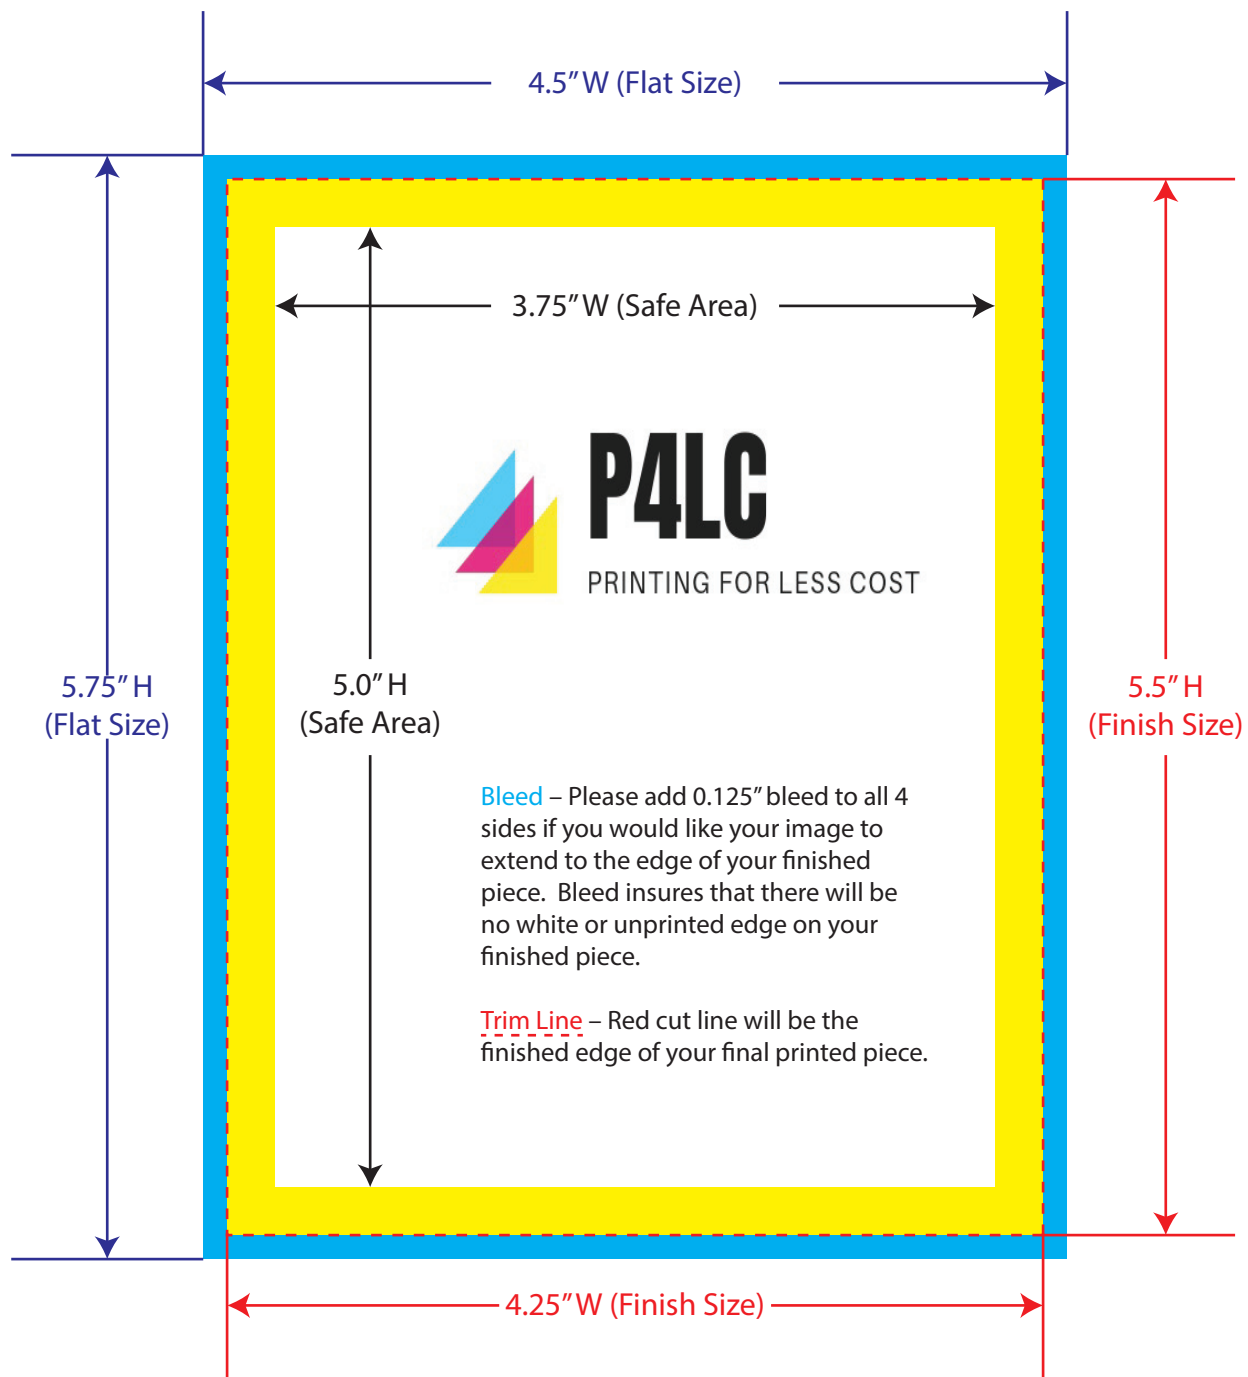 4.5" W (Flat Size)
3.75" W (Safe Area)
P4LC
PRINTING FOR LESS COST
5.75" H
(Flat Size)
5.0" H
(Safe Area)
5.5" H
(Finish Size)
Bleed – Please add 0.125" bleed to all 4
sides if you would like your image to
extend to the edge of your finished
piece.  Bleed insures that there will be
no white or unprinted edge on your
finished piece.
Trim Line – Red cut line will be the
finished edge of your final printed piece.
4.25" W (Finish Size)